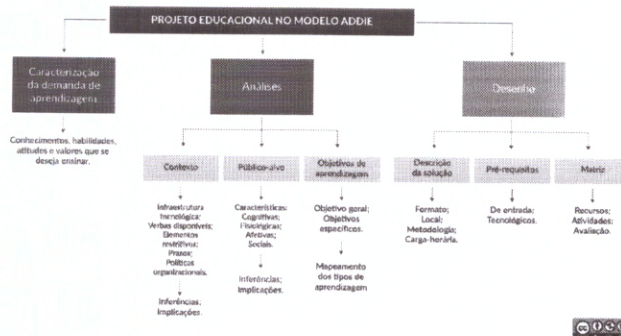 PROJETO EDUCACIONAL NO MODELO ADDIE
Caracterização
da demanda de
aprendizagem
Conhecimentos, habilidades,
atitudes e valores que se
deseja ensinar.
Análises
Contexto
Infraestrutura
tecnológica;
Verbas disponíveis;
Elementos
restritivos;
Prazos;
Políticas
organizacionais.
Inferências;
Implicações.
Público-alvo
Características:
Cognitivas;
Fisiológicas;
Afetivas;
Sociais.
Inferências;
Implicações.
Objetivos de
aprendizagem
Objetivo geral;
Objetivos
específicos.
Mapeamento
dos tipos de
aprendizagem
Desenho
Descrição
da solução
Formato;
Local;
Metodologia;
Carga-horária.
Pré-requisitos
De entrada;
Tecnológicos.
Matriz
Recursos;
Atividades;
Avaliação.
cc